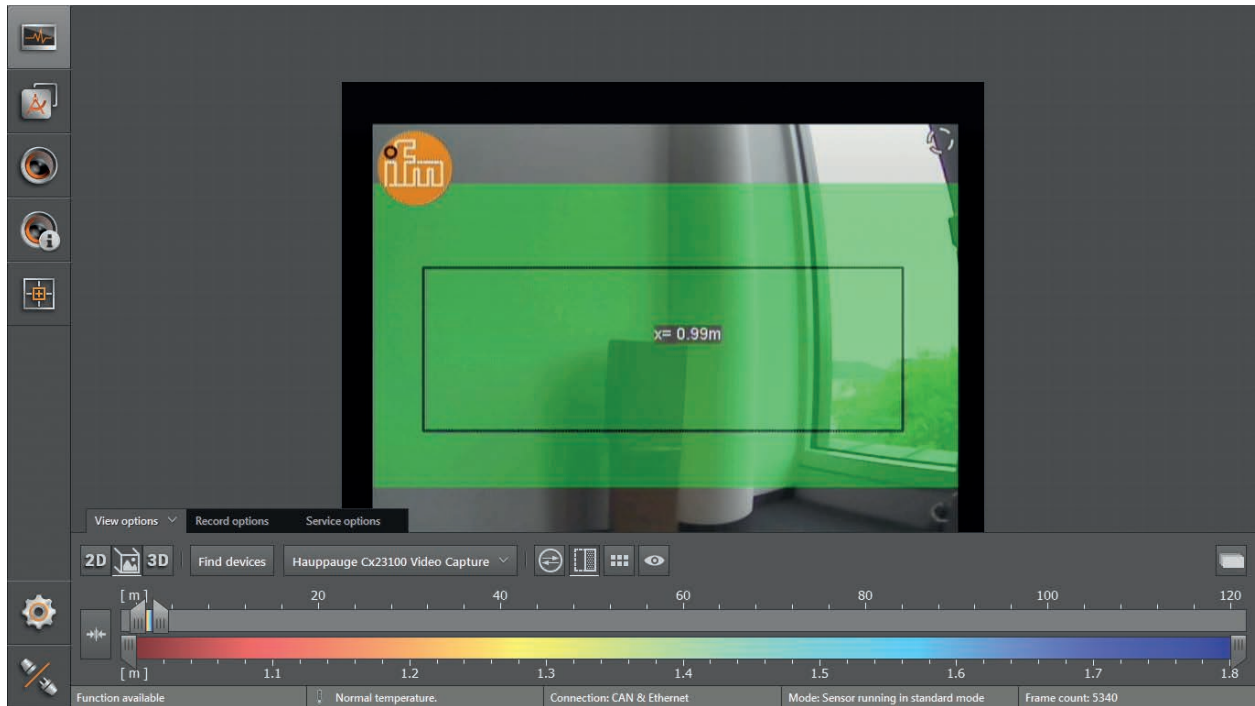 ifm
x= 0.99m
View options Record options Service options
2D 3D Find devices Hauppauge Cx23100 Video Capture
[ m ] 20 40 60 80 100 120
[ m ] 1.1 1.2 1.3 1.4 1.5 1.6 1.7 1.8
Function available Normal temperature. Connection: CAN & Ethernet Mode: Sensor running in standard mode Frame count: 5340